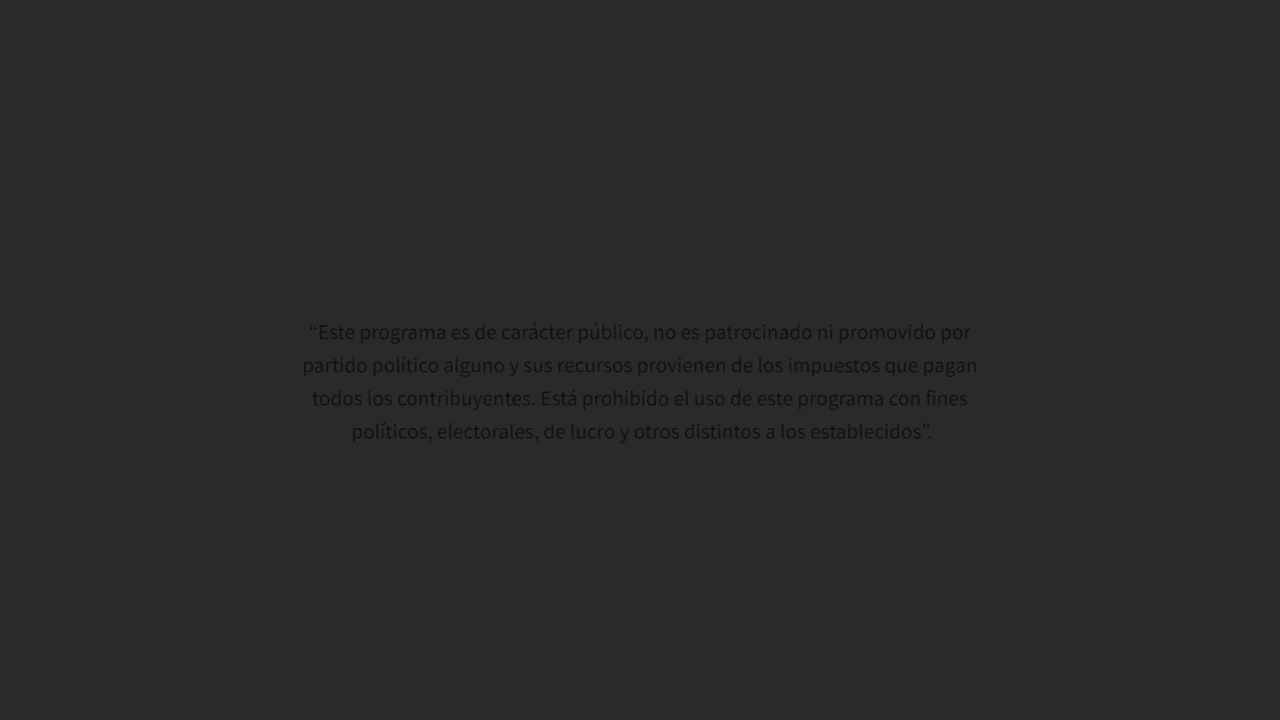 “Este programa es de carácter público, no es patrocinado ni promovido por
partido político alguno y sus recursos provienen de los impuestos que pagan
todos los contribuyentes. Está prohibido el uso de este programa con fines
políticos, electorales, de lucro y otros distintos a los establecidos”.